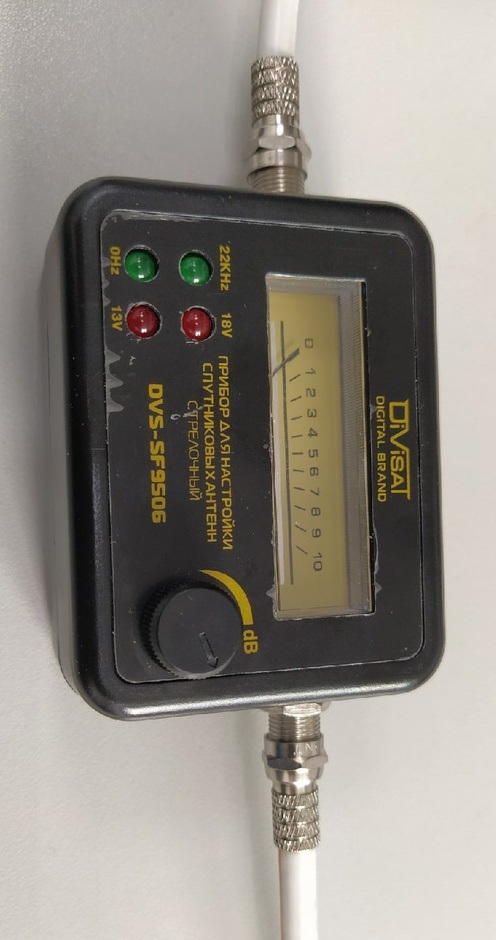 DiViSAT
DIGITAL BRAND
0 1 2 3 4 5 6 7 8 9 10
22KHz 18V
0Hz 13V
ПРИБОР ДЛЯ НАСТРОЙКИ
СПУТНИКОВЫХ АНТЕНН
СТРЕЛОЧНЫЙ
DVS-SF9506
dB